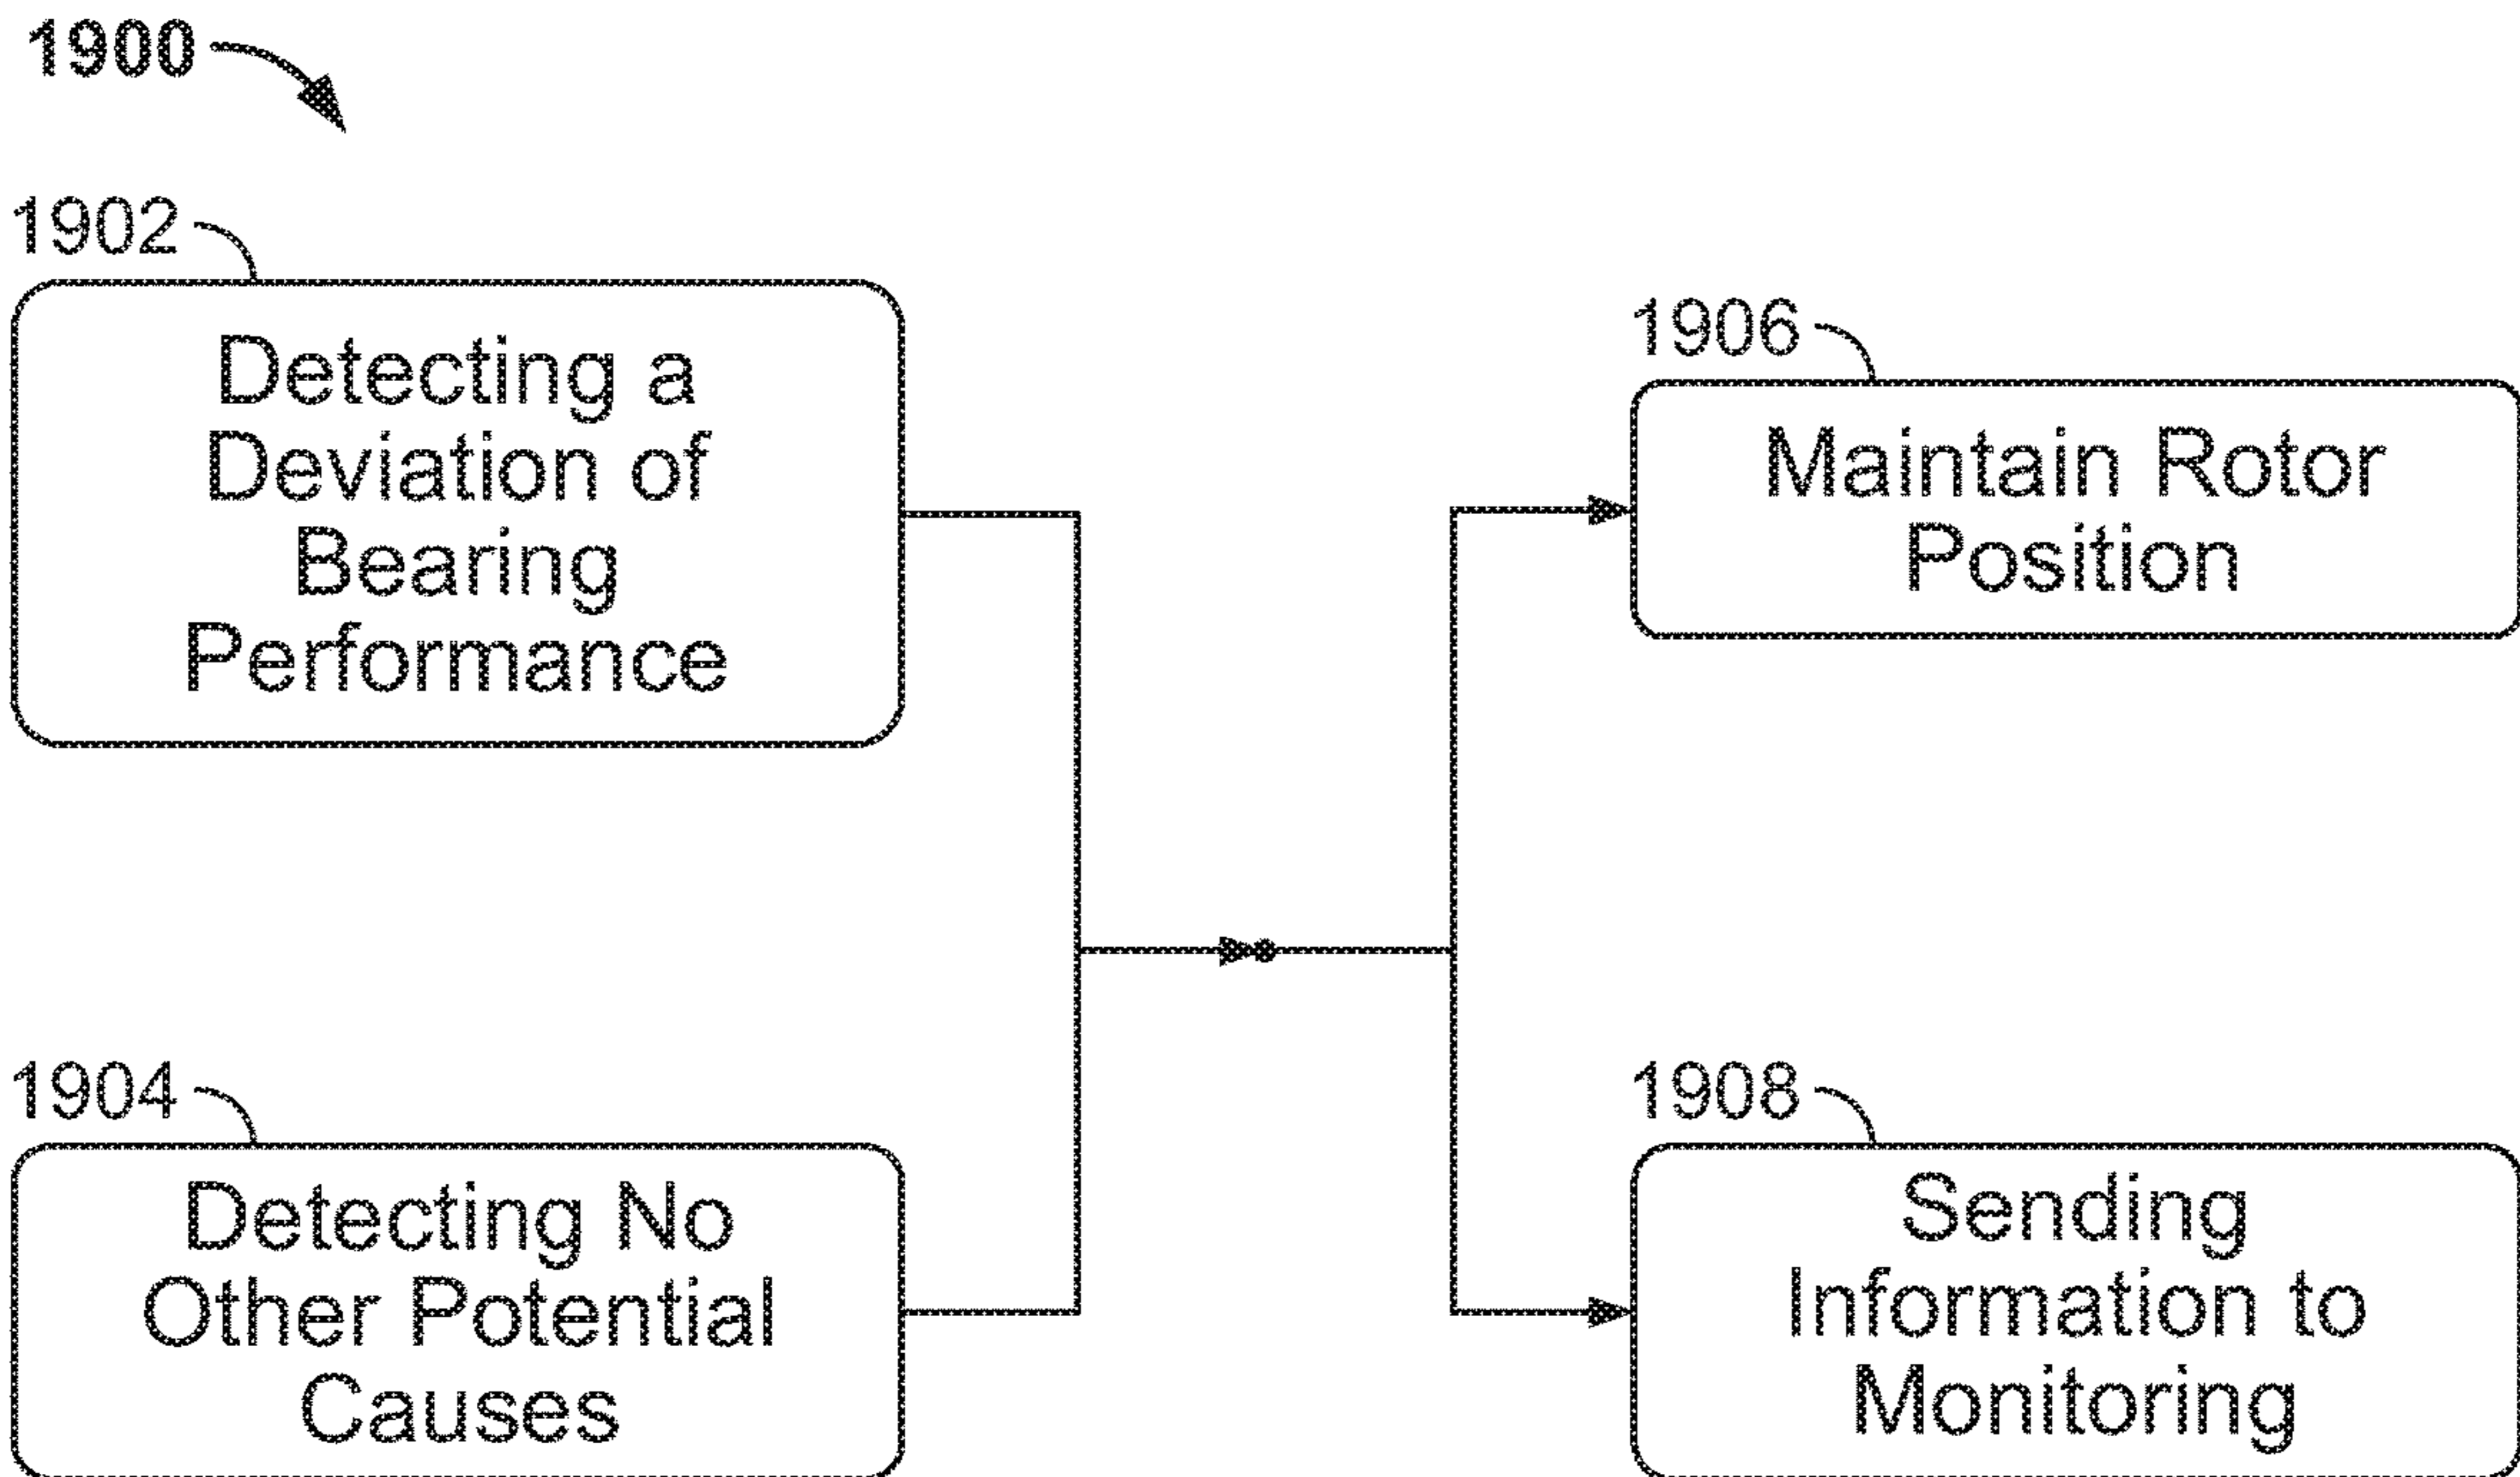 1900
1902
Detecting a
Deviation of
Bearing
Performance
1904
Detecting No
Other Potential
Causes
1906
Maintain Rotor
Position
1908
Sending
Information to
Monitoring